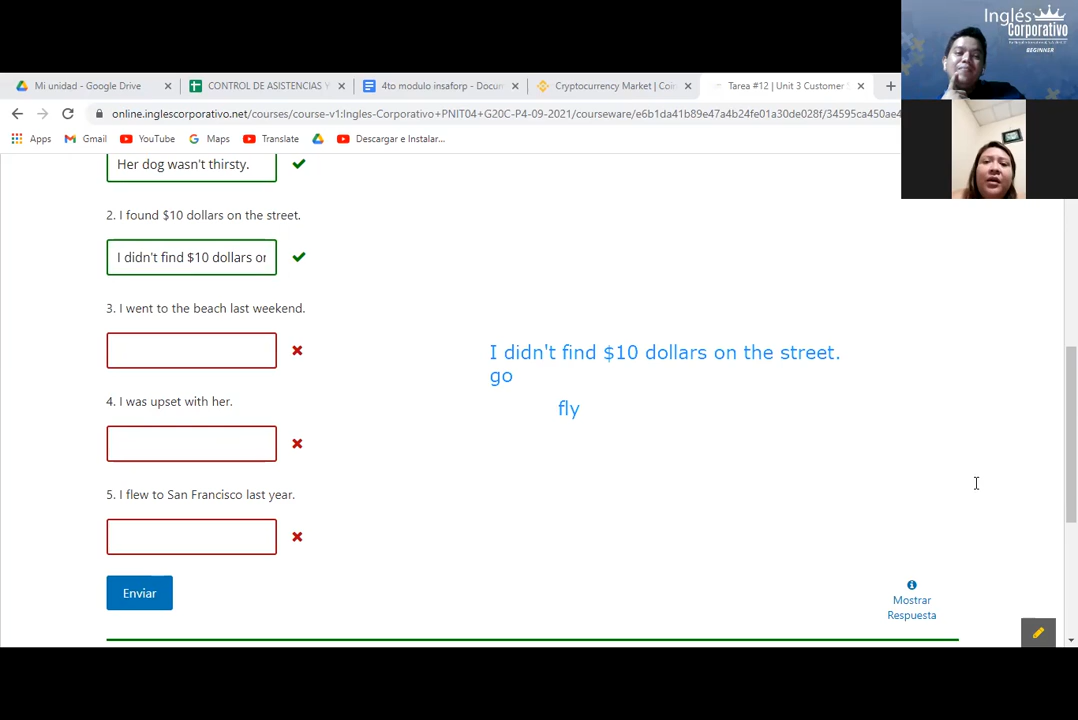 Inglés
Corporativo
BEGINNER
Mi unidad - Google Drive
CONTROL DE ASISTENCIAS Y
4to modulo insaforp - Docum
Cryptocurrency Market | Coin
Tarea #12 | Unit 3 Customer
online.inglescorporativo.net/courses/course-v1:Ingles-Corporativo+PNIT04+G20C-P4-09-2021/courseware/e6b1da41b89e47a4b24fe01a30de028f/34595ca450ae4
Apps
Gmail
YouTube
Maps
Translate
Descargar e Instalar...
Her dog wasn't thirsty.
2. I found $10 dollars on the street.
I didn't find $10 dollars or
3. I went to the beach last weekend.
I didn't find $10 dollars on the street.
go
4. I was upset with her.
fly
5. I flew to San Francisco last year.
Enviar
Mostrar
Respuesta